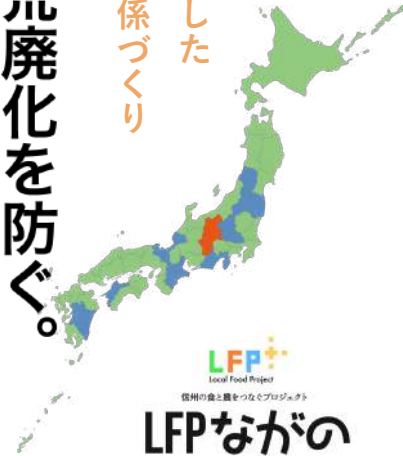 した
係づくり
廃化を防ぐ。
LFP
Local Food Project
信州の食と農をつなぐプロジェクト
LFPながの